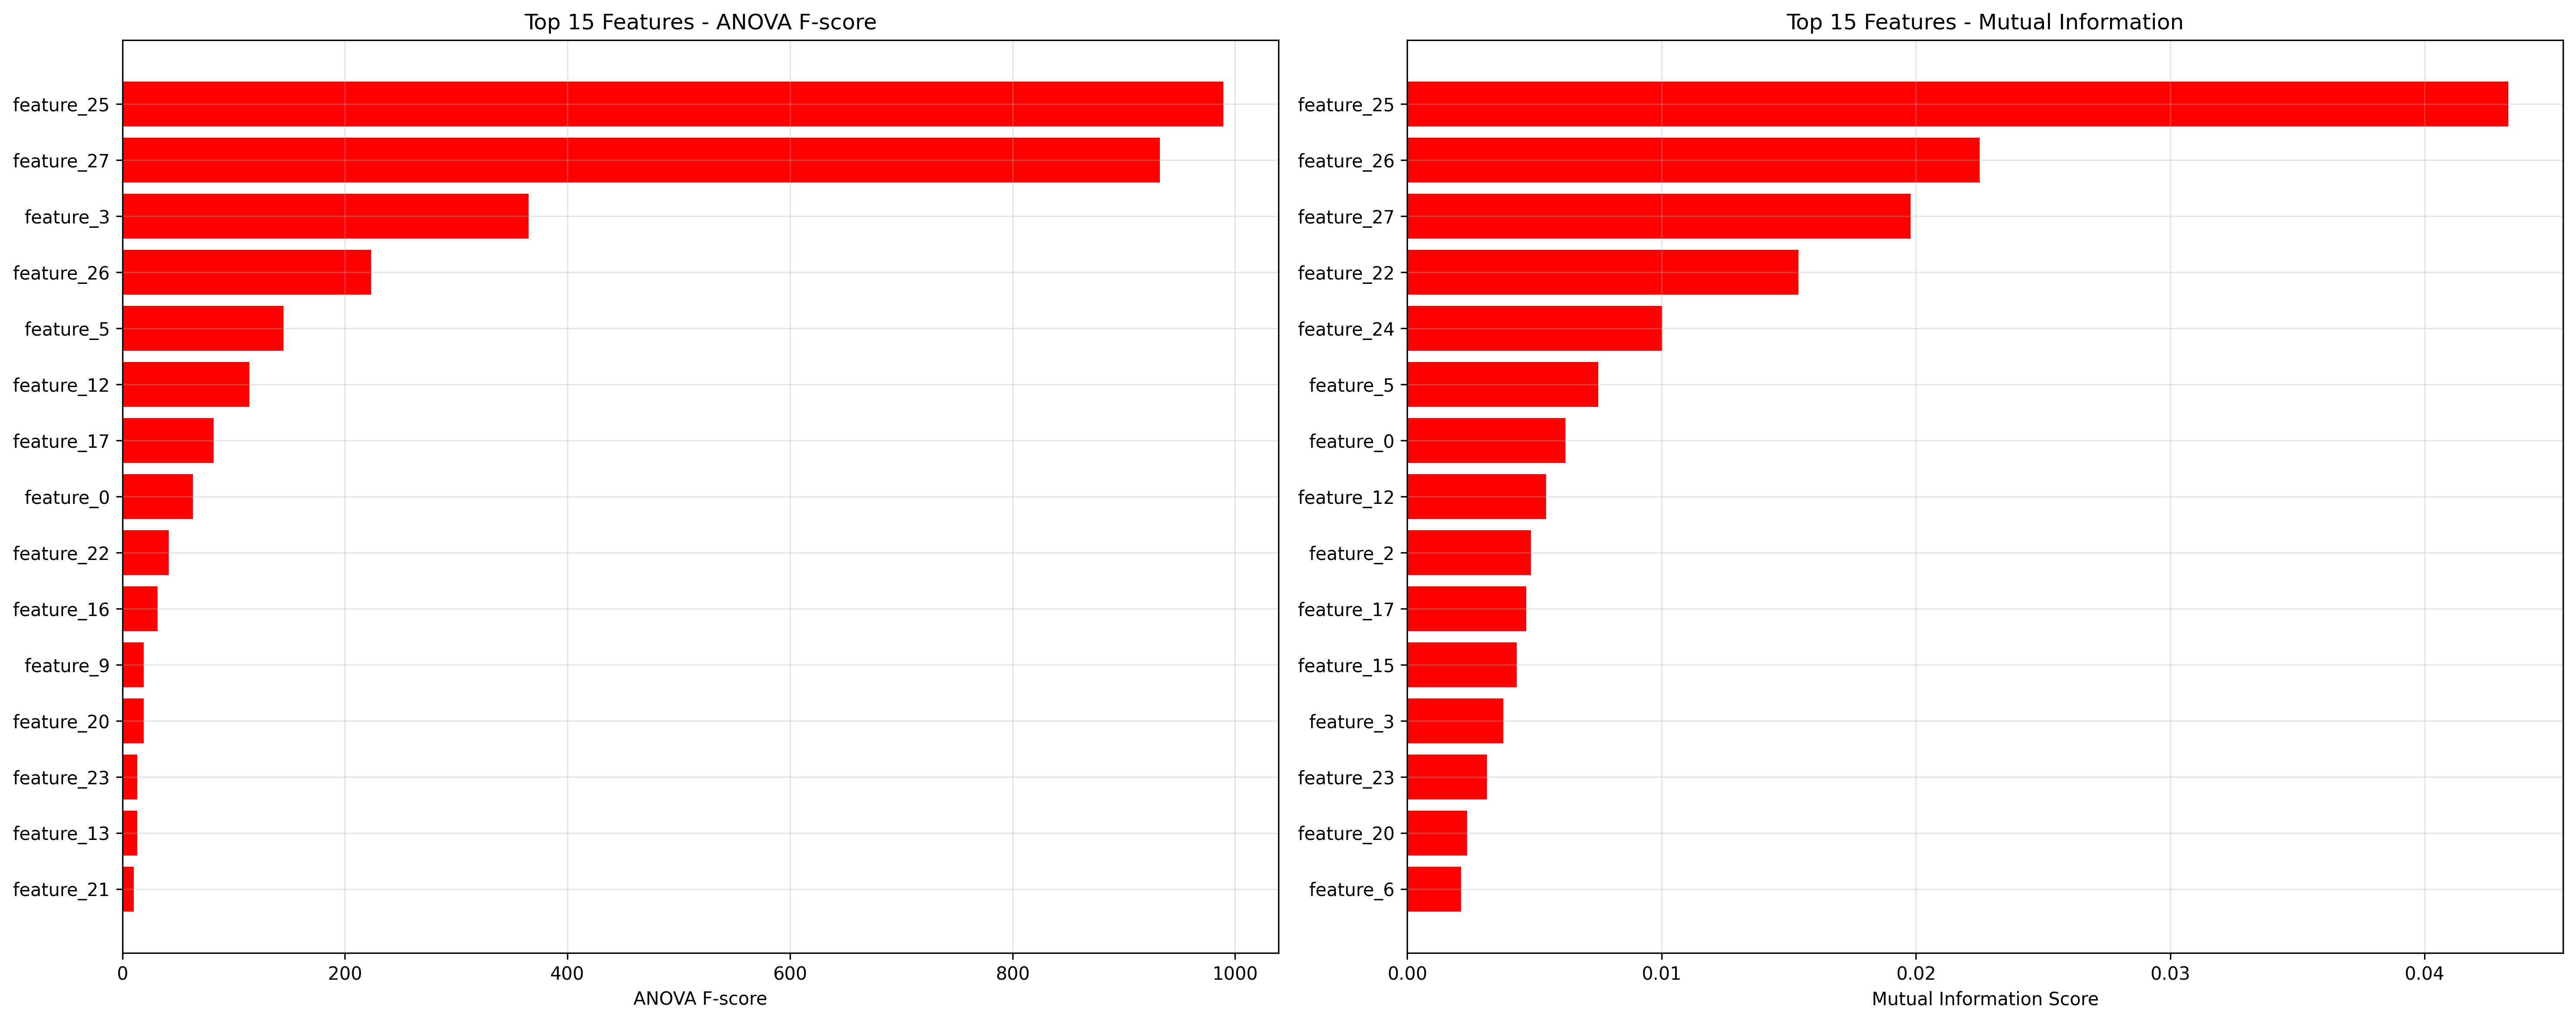 Top 15 Features - ANOVA F-score
feature_25
feature_27
feature_3
feature_26
feature_5
feature_12
feature_17
feature_0
feature_22
feature_16
feature_9
feature_20
feature_23
feature_13
feature_21
0 200 400 600 800 1000
ANOVA F-score
Top 15 Features - Mutual Information
feature_25
feature_26
feature_27
feature_22
feature_24
feature_5
feature_0
feature_12
feature_2
feature_17
feature_15
feature_3
feature_23
feature_20
feature_6
0.00 0.01 0.02 0.03 0.04
Mutual Information Score